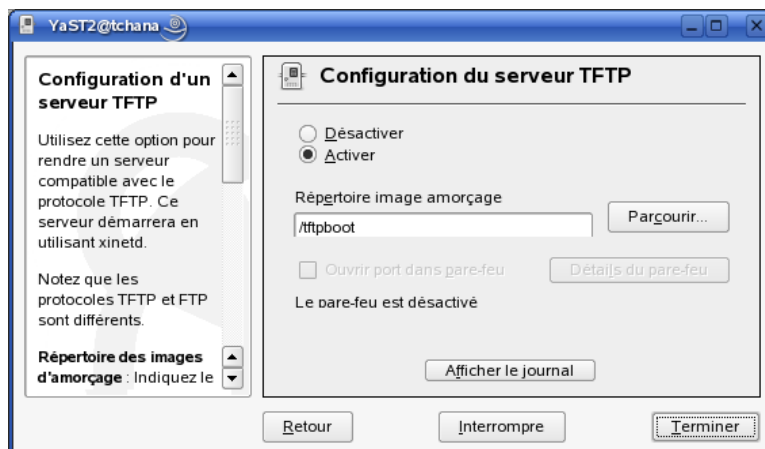 YaST2@tchana
Configuration d'un
serveur TFTP
Utilisez cette option pour
rendre un serveur
compatible avec le
protocole TFTP. Ce
serveur démarrera en
utilisant xinetd.
Notez que les
protocoles TFTP et FTP
sont différents.
Répertoire des images
d'amorçage : Indiquez le
Configuration du serveur TFTP
Désactiver
Activer
Répertoire image amorçage
/tftpboot
Parcourir...
Ouvrir port dans pare-feu
Détails du pare-feu
Le pare-feu est désactivé
Afficher le journal
Retour
Interrompre
Terminer